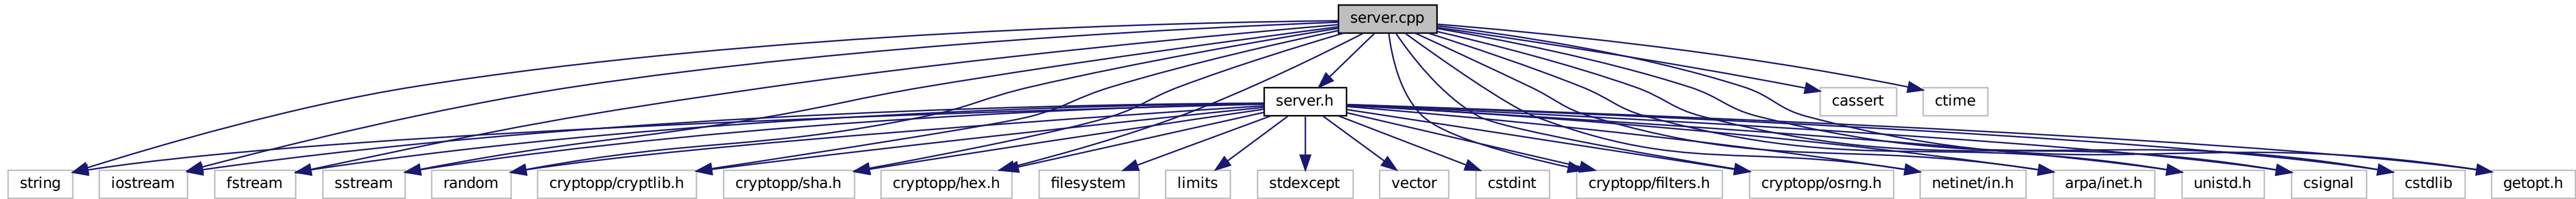 server.cpp
server.h
cassert
ctime
string
iostream
fstream
sstream
random
cryptopp/cryptlib.h
cryptopp/sha.h
cryptopp/hex.h
filesystem
limits
stdexcept
vector
cstdint
cryptopp/filters.h
cryptopp/osrng.h
netinet/in.h
arpa/inet.h
unistd.h
csignal
cstdlib
getopt.h